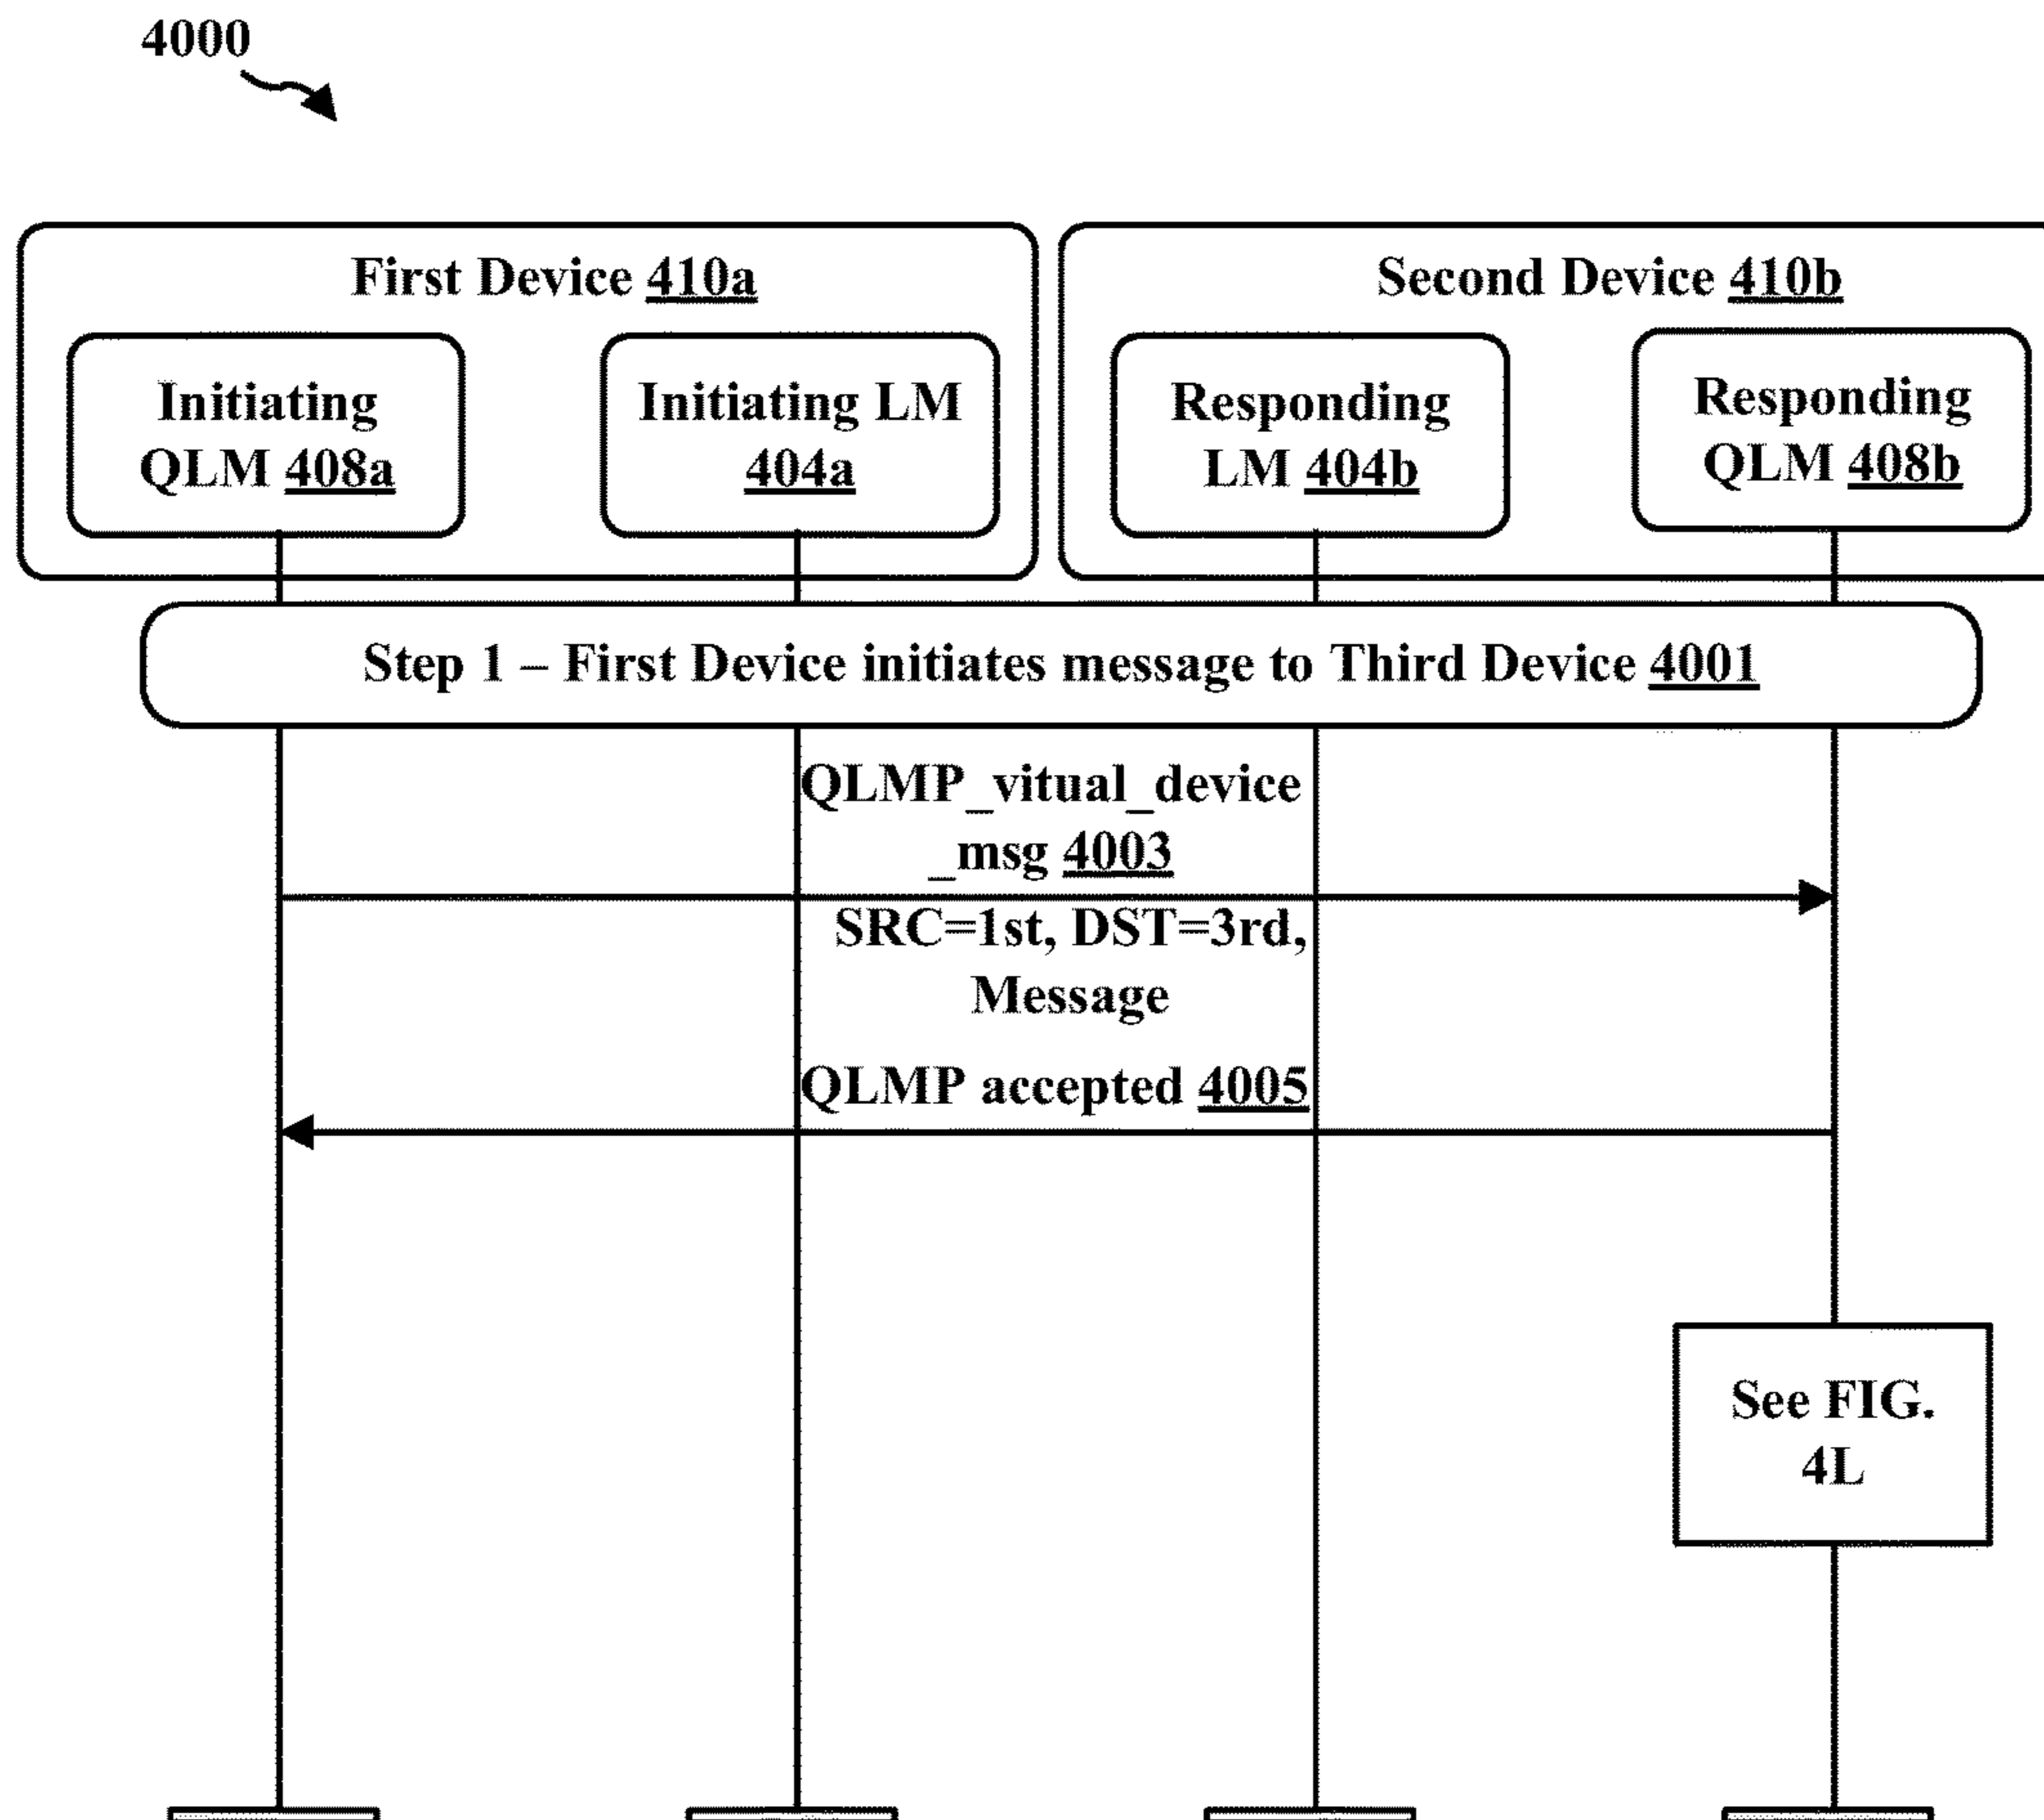 4000
First Device 410a
Second Device 410b
Initiating
QLM 408a
Initiating LM
404a
Responding
LM 404b
Responding
QLM 408b
Step 1 – First Device initiates message to Third Device 4001
QLMP_vitual_device
_msg 4003
SRC=1st, DST=3rd,
Message
QLMP accepted 4005
See FIG.
4L